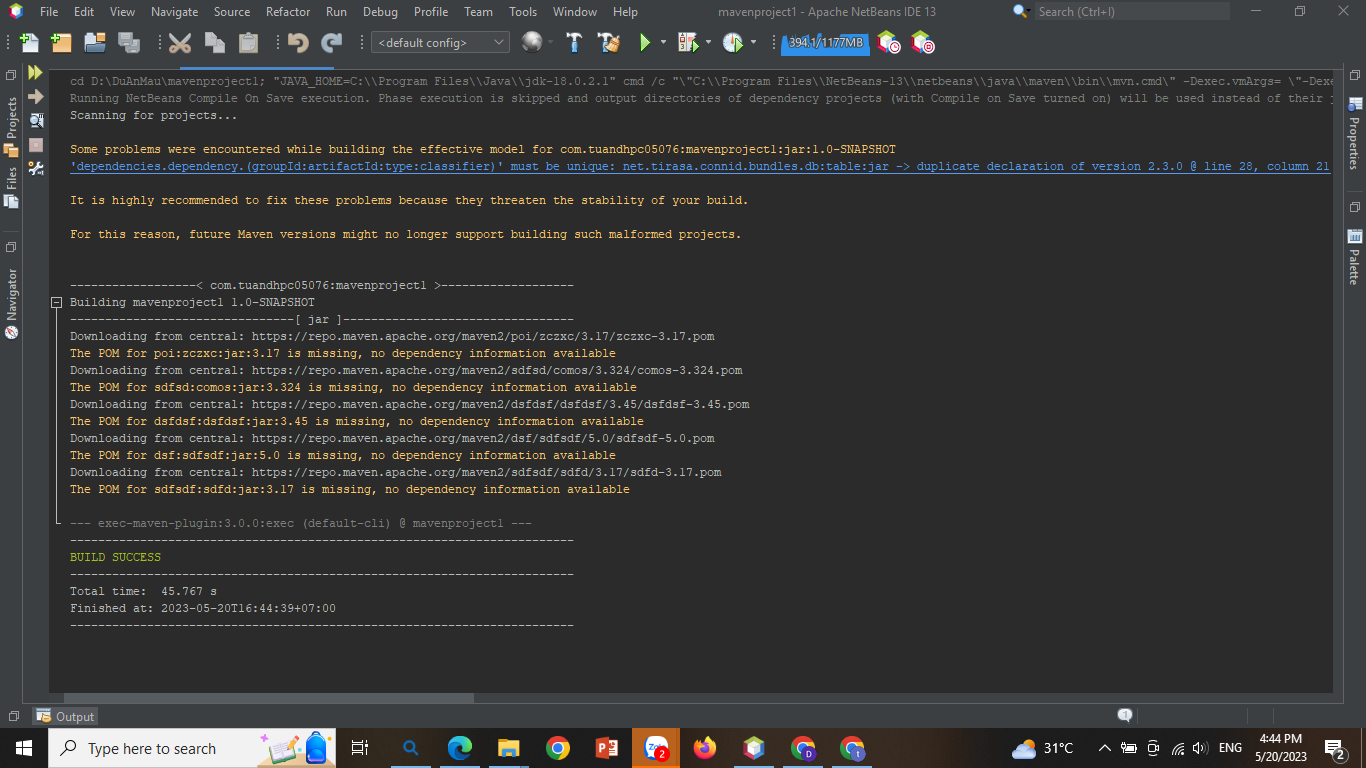 File Edit View Navigate Source Refactor Run Debug Profile Team Tools Window Help mavenproject1 - Apache NetBeans IDE 13 Search (Ctrl+I)
<default config> 394.1/1177MB
cd D:\DuAnMau\mavenproject1; "JAVA_HOME=C:\\Program Files\\Java\\jdk-18.0.2.1" cmd /c "\"C:\\Program Files\\NetBeans-13\\netbeans\\java\\maven\\bin\\mvn.cmd\" -Dexec.vmArgs= \"-Dexe
Running NetBeans Compile On Save execution. Phase execution is skipped and output directories of dependency projects (with Compile on Save turned on) will be used instead of their j
Scanning for projects...
Some problems were encountered while building the effective model for com.tuandhpc05076:mavenproject1:jar:1.0-SNAPSHOT
'dependencies.dependency.(groupId:artifactId:type:classifier)' must be unique: net.tirasa.connid.bundles.db:table:jar -> duplicate declaration of version 2.3.0 @ line 28, column 21
It is highly recommended to fix these problems because they threaten the stability of your build.
For this reason, future Maven versions might no longer support building such malformed projects.
------------------< com.tuandhpc05076:mavenproject1 >-------------------
Building mavenproject1 1.0-SNAPSHOT
--------------------------------[ jar ]---------------------------------
Downloading from central: https://repo.maven.apache.org/maven2/poi/zczxc/3.17/zczxc-3.17.pom
The POM for poi:zczxc:jar:3.17 is missing, no dependency information available
Downloading from central: https://repo.maven.apache.org/maven2/sdfsd/comos/3.324/comos-3.324.pom
The POM for sdfsd:comos:jar:3.324 is missing, no dependency information available
Downloading from central: https://repo.maven.apache.org/maven2/dsfdsf/dsfdsf/3.45/dsfdsf-3.45.pom
The POM for dsfdsf:dsfdsf:jar:3.45 is missing, no dependency information available
Downloading from central: https://repo.maven.apache.org/maven2/dsf/sdfsdf/5.0/sdfsdf-5.0.pom
The POM for dsf:sdfsdf:jar:5.0 is missing, no dependency information available
Downloading from central: https://repo.maven.apache.org/maven2/sdfsdf/sdfd/3.17/sdfd-3.17.pom
The POM for sdfsdf:sdfd:jar:3.17 is missing, no dependency information available
--- exec-maven-plugin:3.0.0:exec (default-cli) @ mavenproject1 ---
------------------------------------------------------------------------
BUILD SUCCESS
------------------------------------------------------------------------
Total time:  45.767 s
Finished at: 2023-05-20T16:44:39+07:00
------------------------------------------------------------------------
Projects
Files
Navigator
Properties
Palette
Output
1
Type here to search
2
31°C
ENG
4:44 PM
5/20/2023
2